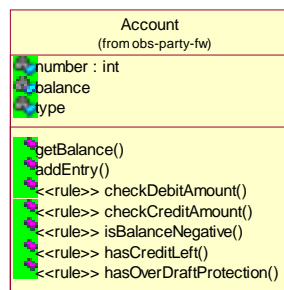 Account
(from obs-party-fw)
number : int
balance
type
getBalance()
addEntry()
<<rule>> checkDebitAmount()
<<rule>> checkCreditAmount()
<<rule>> isBalanceNegative()
<<rule>> hasCreditLeft()
<<rule>> hasOverDraftProtection()